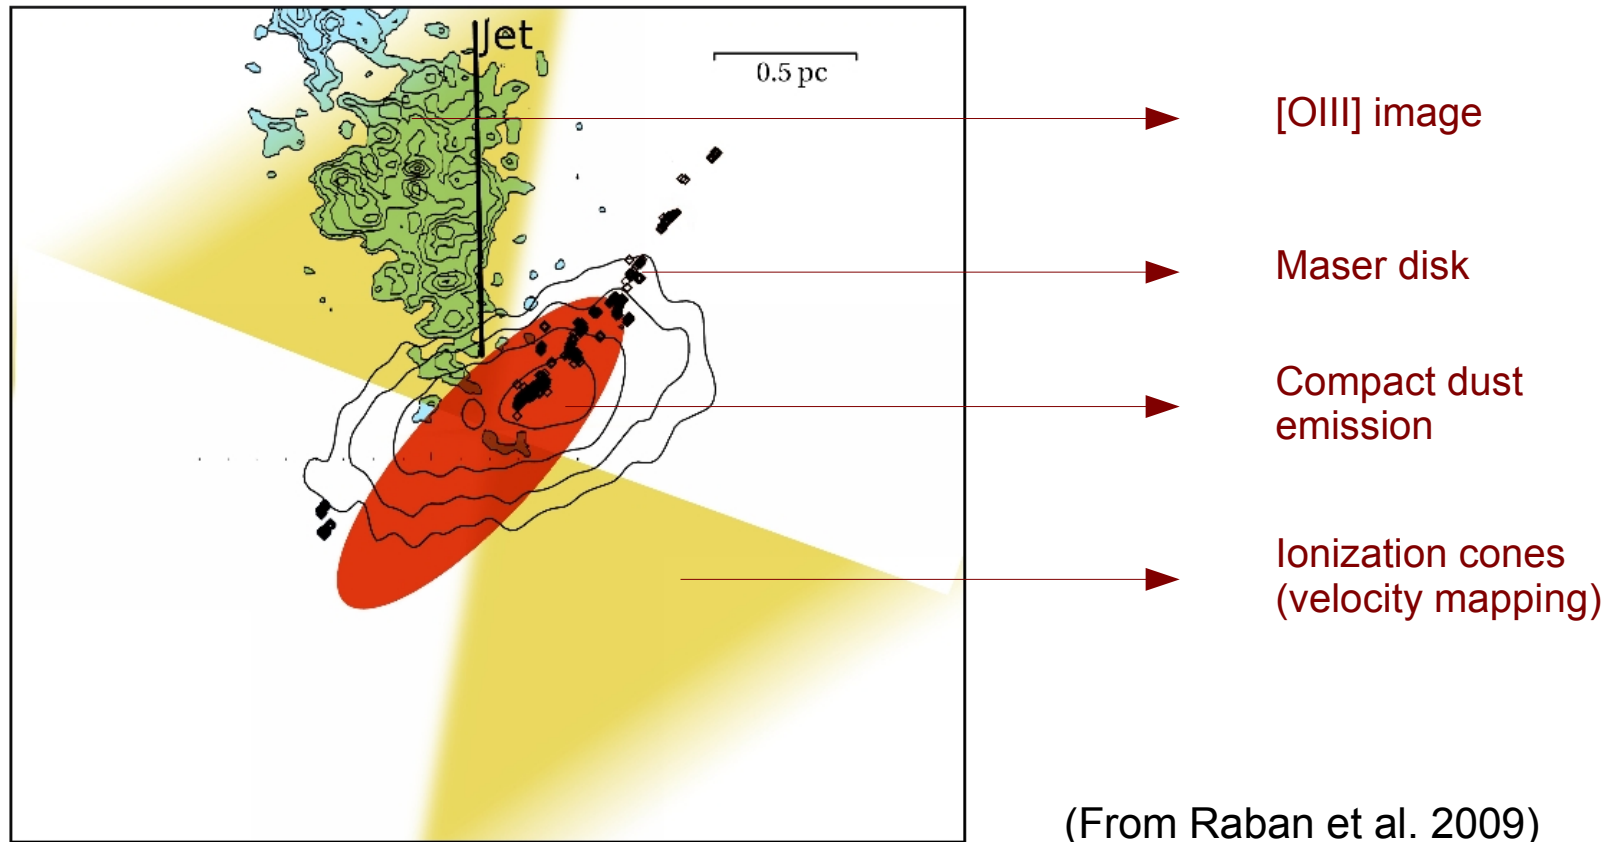 Jet
0.5 pc
[OIII] image
Maser disk
Compact dust
emission
Ionization cones
(velocity mapping)
(From Raban et al. 2009)